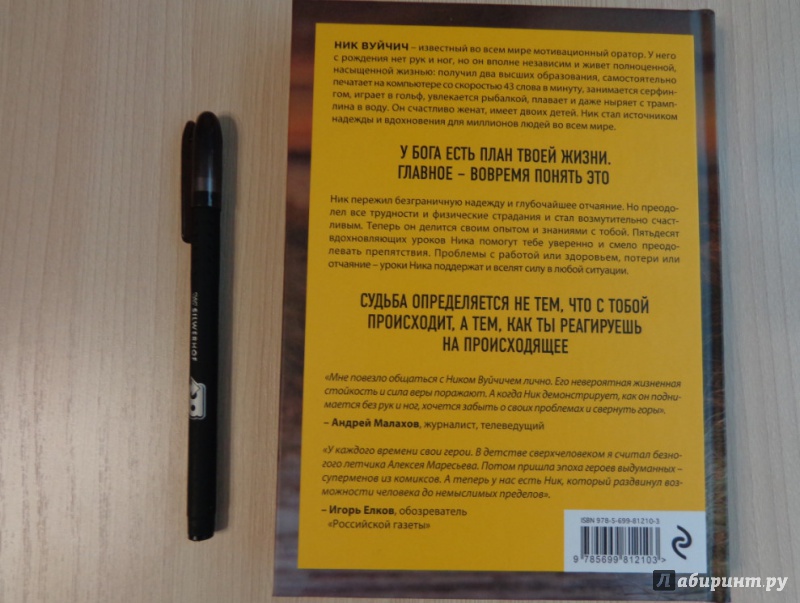 НИК ВУЙЧИЧ – известный во всем мире мотивационный оратор. У него
с рождения нет рук и ног, но он вполне независим и живет полноценной,
насыщенной жизнью: получил два высших образования, самостоятельно
печатает на компьютере со скоростью 43 слова в минуту, занимается серфин-
гом, играет в гольф, увлекается рыбалкой, плавает и даже ныряет с трамп-
лина в воду. Он счастливо женат, имеет двоих детей. Ник стал источником
надежды и вдохновения для миллионов людей во всем мире.
У БОГА ЕСТЬ ПЛАН ТВОЕЙ ЖИЗНИ.
ГЛАВНОЕ – ВОВРЕМЯ ПОНЯТЬ ЭТО
Ник пережил безграничную надежду и глубочайшее отчаяние. Но преодо-
лел все трудности и физические страдания и стал возмутительно счаст-
ливым. Теперь он делится своим опытом и знаниями с тобой. Пятьдесят
вдохновляющих уроков Ника помогут тебе уверенно и смело преодо-
левать препятствия. Проблемы с работой или здоровьем, потери или
отчаяние – уроки Ника поддержат и вселят силу в любой ситуации.
СУДЬБА ОПРЕДЕЛЯЕТСЯ НЕ ТЕМ, ЧТО С ТОБОЙ
ПРОИСХОДИТ, А ТЕМ, КАК ТЫ РЕАГИРУЕШЬ
НА ПРОИСХОДЯЩЕЕ
«Мне повезло общаться с Ником Вуйчичем лично. Его невероятная жизненная
стойкость и сила веры поражают. А когда Ник демонстрирует, как он подни-
мается без рук и ног, хочется забыть о своих проблемах и свернуть горы».
– Андрей Малахов, журналист, телеведущий
«У каждого времени свои герои. В детстве сверхчеловеком я считал безно-
гого летчика Алексея Маресьева. Потом пришла эпоха героев выдуманных –
суперменов из комиксов. А теперь у нас есть Ник, который раздвинул воз-
можности человека до немыслимых пределов».
– Игорь Елков, обозреватель
«Российской газеты»
ISBN 978-5-699-81210-3
9 785699 812103>
SILWERHOF
Лабиринт.ру